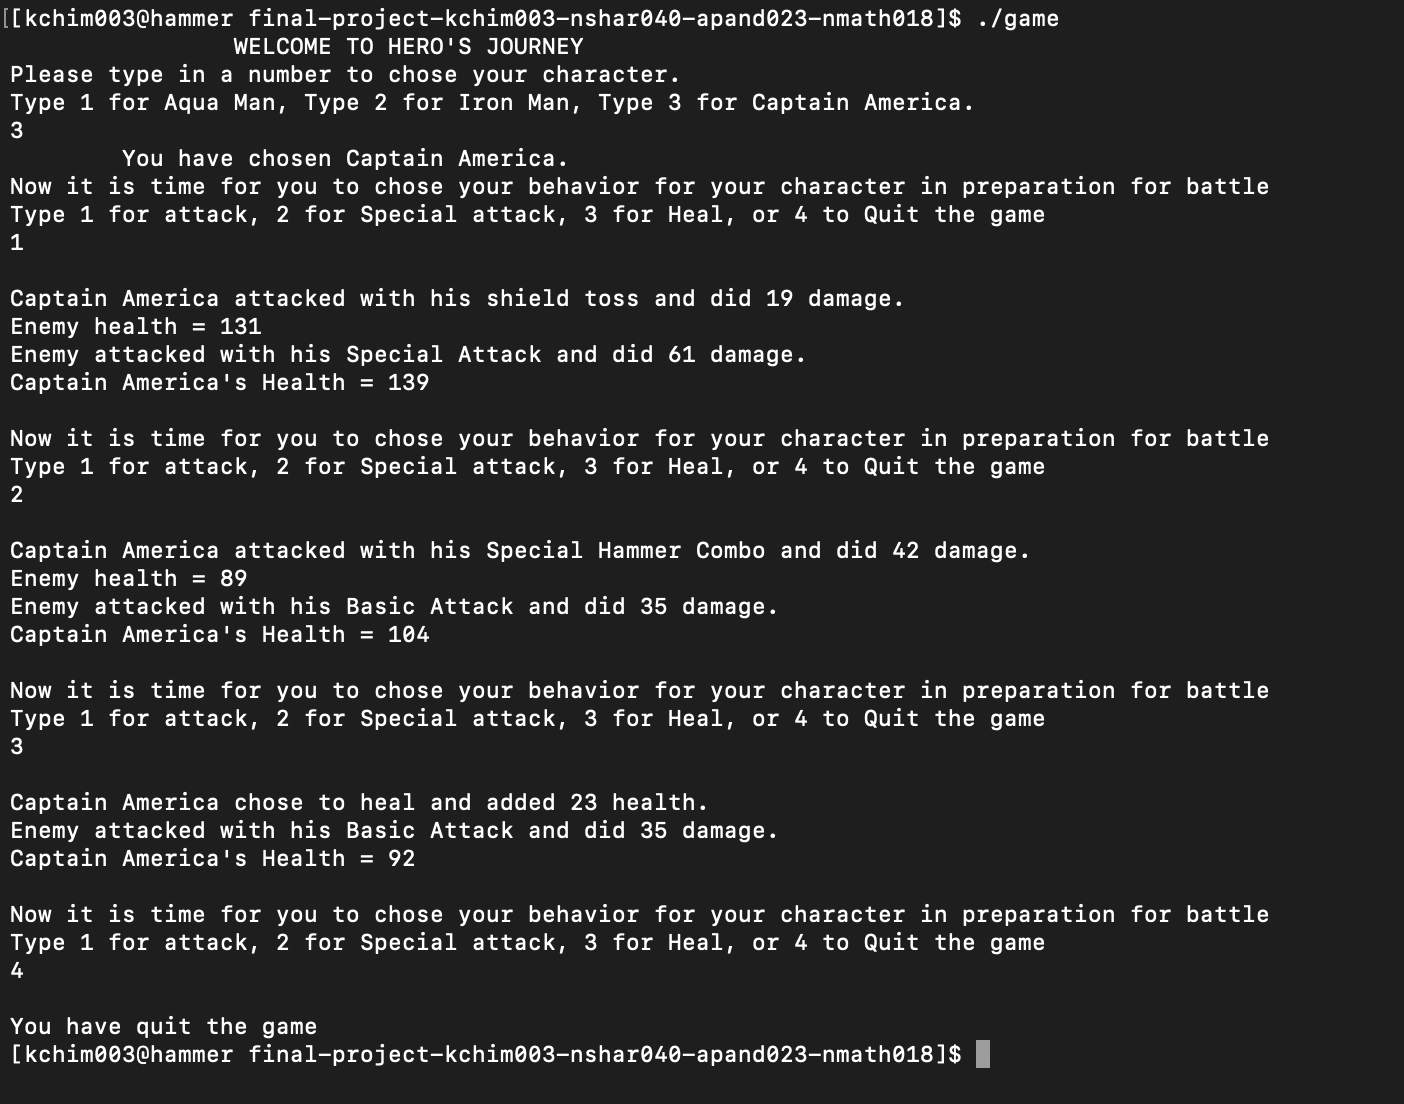 [[kchim003@hammer final-project-kchim003-nshar040-apand023-nmath018]$ ./game
WELCOME TO HERO'S JOURNEY
Please type in a number to chose your character.
Type 1 for Aqua Man, Type 2 for Iron Man, Type 3 for Captain America.
3
You have chosen Captain America.
Now it is time for you to chose your behavior for your character in preparation for battle
Type 1 for attack, 2 for Special attack, 3 for Heal, or 4 to Quit the game
1
Captain America attacked with his shield toss and did 19 damage.
Enemy health = 131
Enemy attacked with his Special Attack and did 61 damage.
Captain America's Health = 139
Now it is time for you to chose your behavior for your character in preparation for battle
Type 1 for attack, 2 for Special attack, 3 for Heal, or 4 to Quit the game
2
Captain America attacked with his Special Hammer Combo and did 42 damage.
Enemy health = 89
Enemy attacked with his Basic Attack and did 35 damage.
Captain America's Health = 104
Now it is time for you to chose your behavior for your character in preparation for battle
Type 1 for attack, 2 for Special attack, 3 for Heal, or 4 to Quit the game
3
Captain America chose to heal and added 23 health.
Enemy attacked with his Basic Attack and did 35 damage.
Captain America's Health = 92
Now it is time for you to chose your behavior for your character in preparation for battle
Type 1 for attack, 2 for Special attack, 3 for Heal, or 4 to Quit the game
4
You have quit the game
[kchim003@hammer final-project-kchim003-nshar040-apand023-nmath018]$